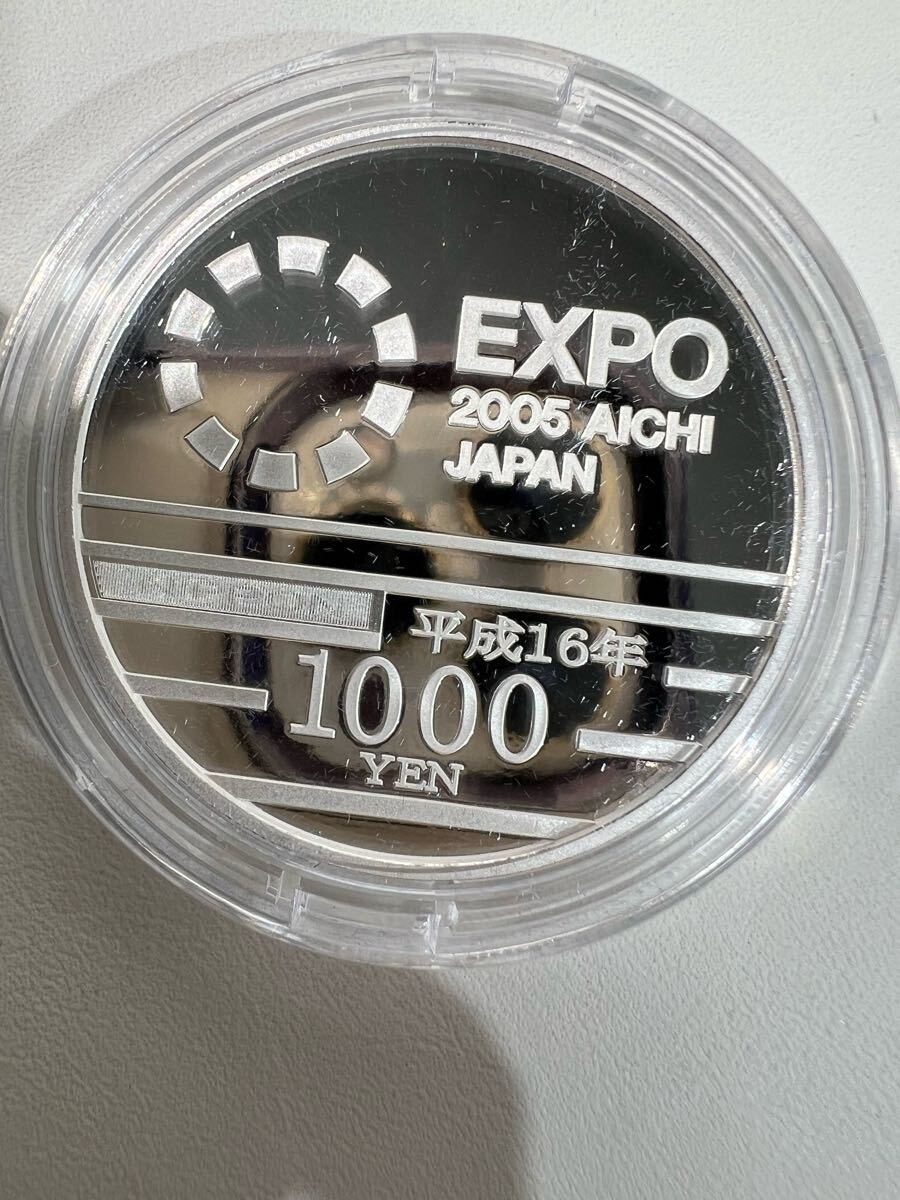 EXPO
2005 AICHI
JAPAN
平成16年
1000
YEN